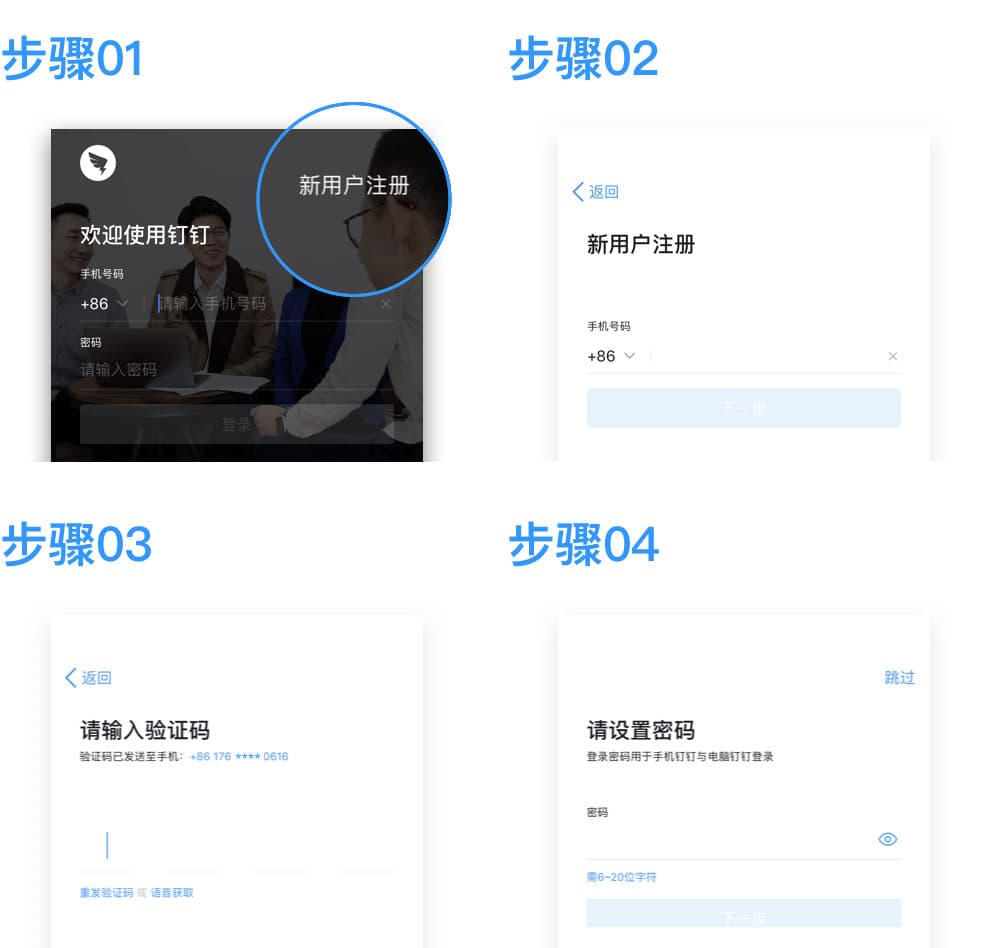 步骤01
新用户注册
欢迎使用钉钉
手机号码
+86 请输入手机号码
密码
请输入密码
登录
步骤02
返回
新用户注册
手机号码
+86
下一步
步骤03
返回
请输入验证码
验证码已发送至手机：+86 176 **** 0616
重发验证码 或 语音获取
步骤04
跳过
请设置密码
登录密码用于手机钉钉与电脑钉钉登录
密码
需6~20位字符
下一步